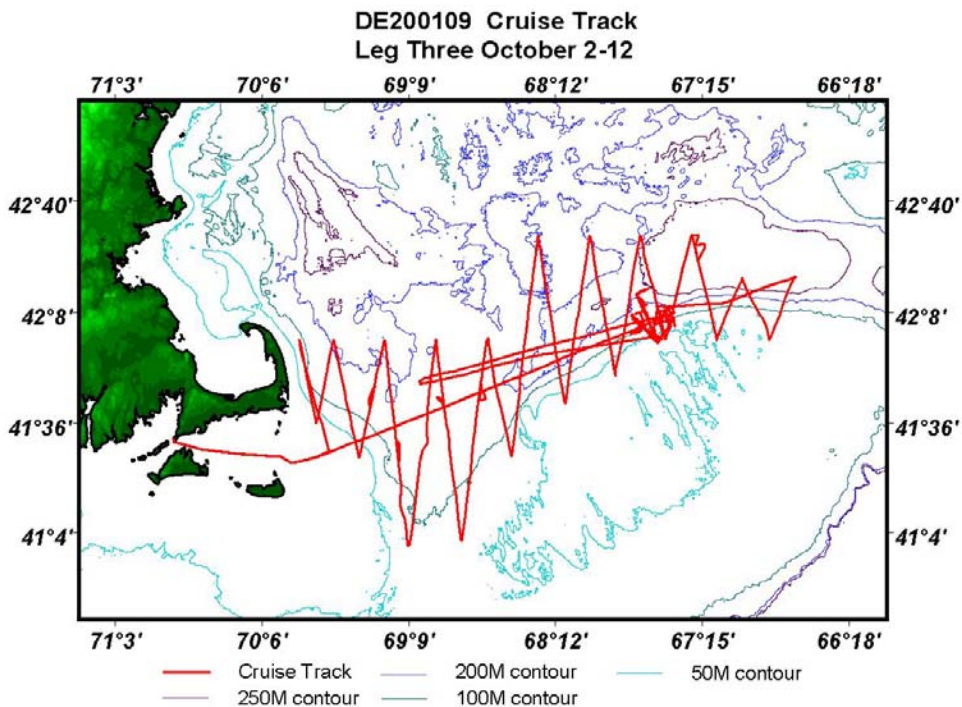 DE200109 Cruise Track
Leg Three October 2-12
71°3' 70°6' 69°9' 68°12' 67°15' 66°18'
42°40' 42°40'
42°8' 42°8'
41°36' 41°36'
41°4' 41°4'
71°3' 70°6' 69°9' 68°12' 67°15' 66°18'
Cruise Track 200M contour 50M contour
250M contour 100M contour